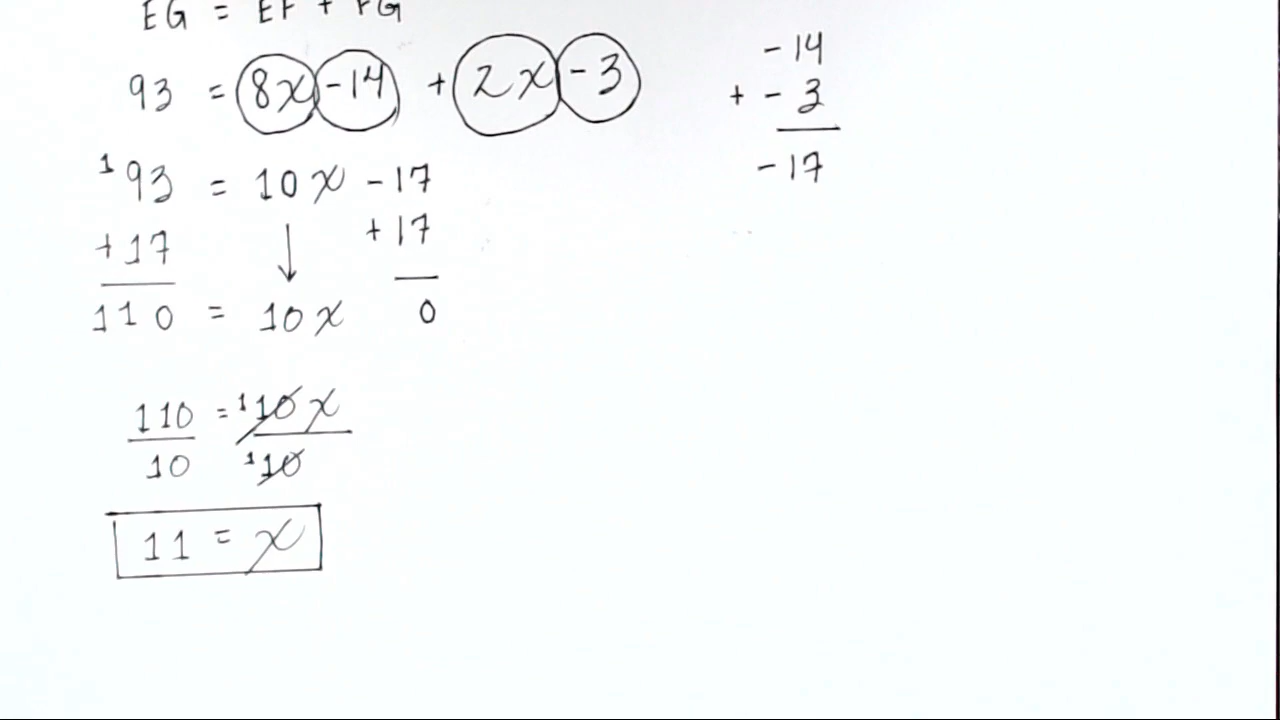 EG = EF + FG
93 = 8x - 14 + 2x - 3
-14
+ - 3
-17
1 93 = 10x - 17
+ 17 + 17
110 = 10x 0
110 = 1 10x
10 1 10
11 = x